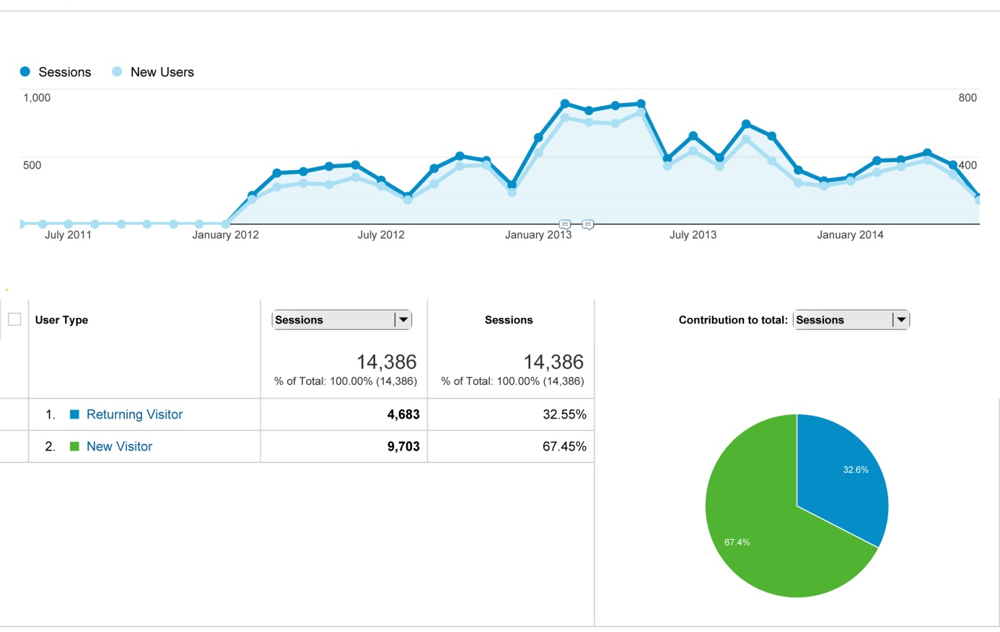 Sessions New Users
1,000 800
500 400
July 2011 January 2012 July 2012 January 2013 July 2013 January 2014
User Type Sessions Sessions Contribution to total: Sessions
14,386 14,386
% of Total: 100.00% (14,386) % of Total: 100.00% (14,386)
1. Returning Visitor 4,683 32.55%
2. New Visitor 9,703 67.45%
32.6%
67.4%